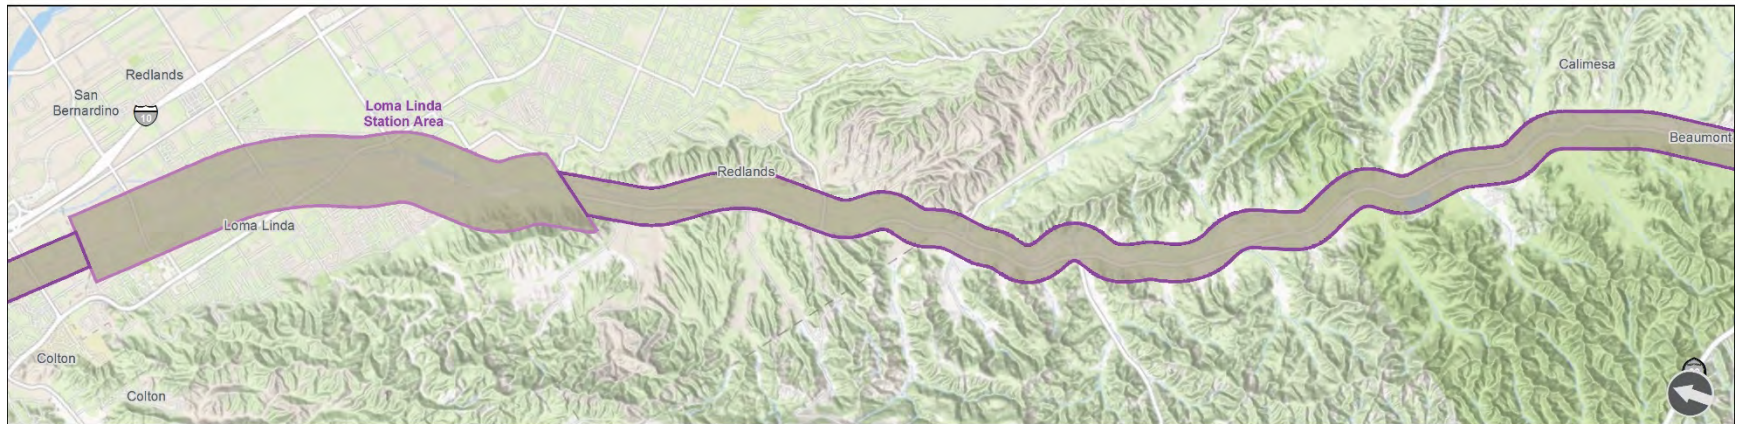 Calimesa
Redlands
San
Bernardino
10
Loma Linda
Station Area
Beaumont
Redlands
Loma Linda
Colton
Colton